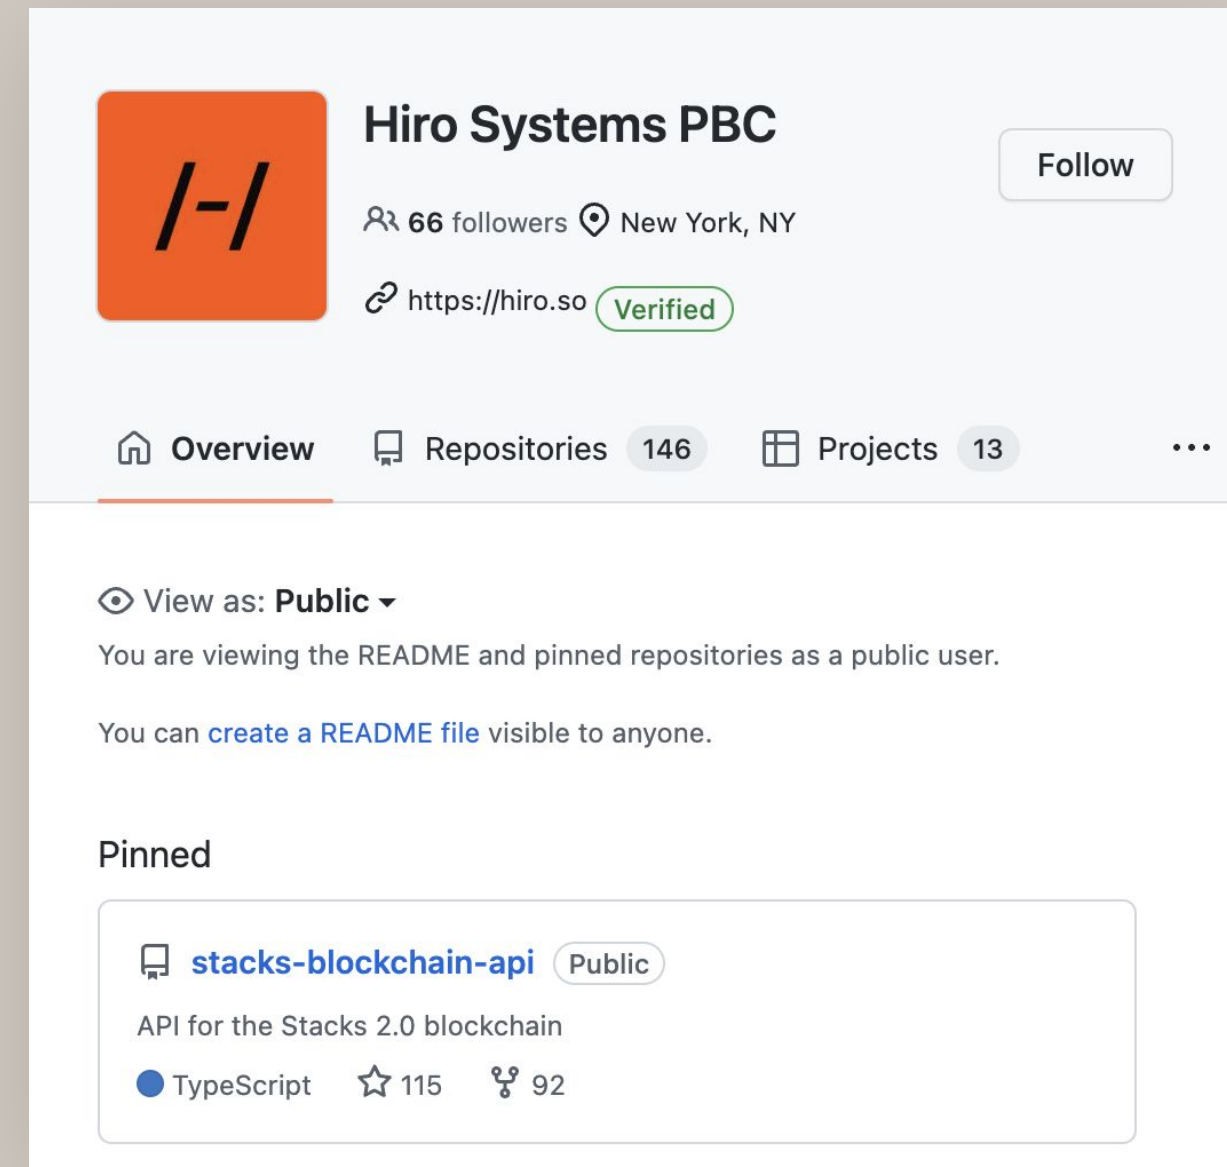 /-/
Hiro Systems PBC
Follow
66 followers New York, NY
https://hiro.so Verified
Overview Repositories 146 Projects 13 ...
View as: Public
You are viewing the README and pinned repositories as a public user.
You can create a README file visible to anyone.
Pinned
stacks-blockchain-api Public
API for the Stacks 2.0 blockchain
TypeScript 115 92